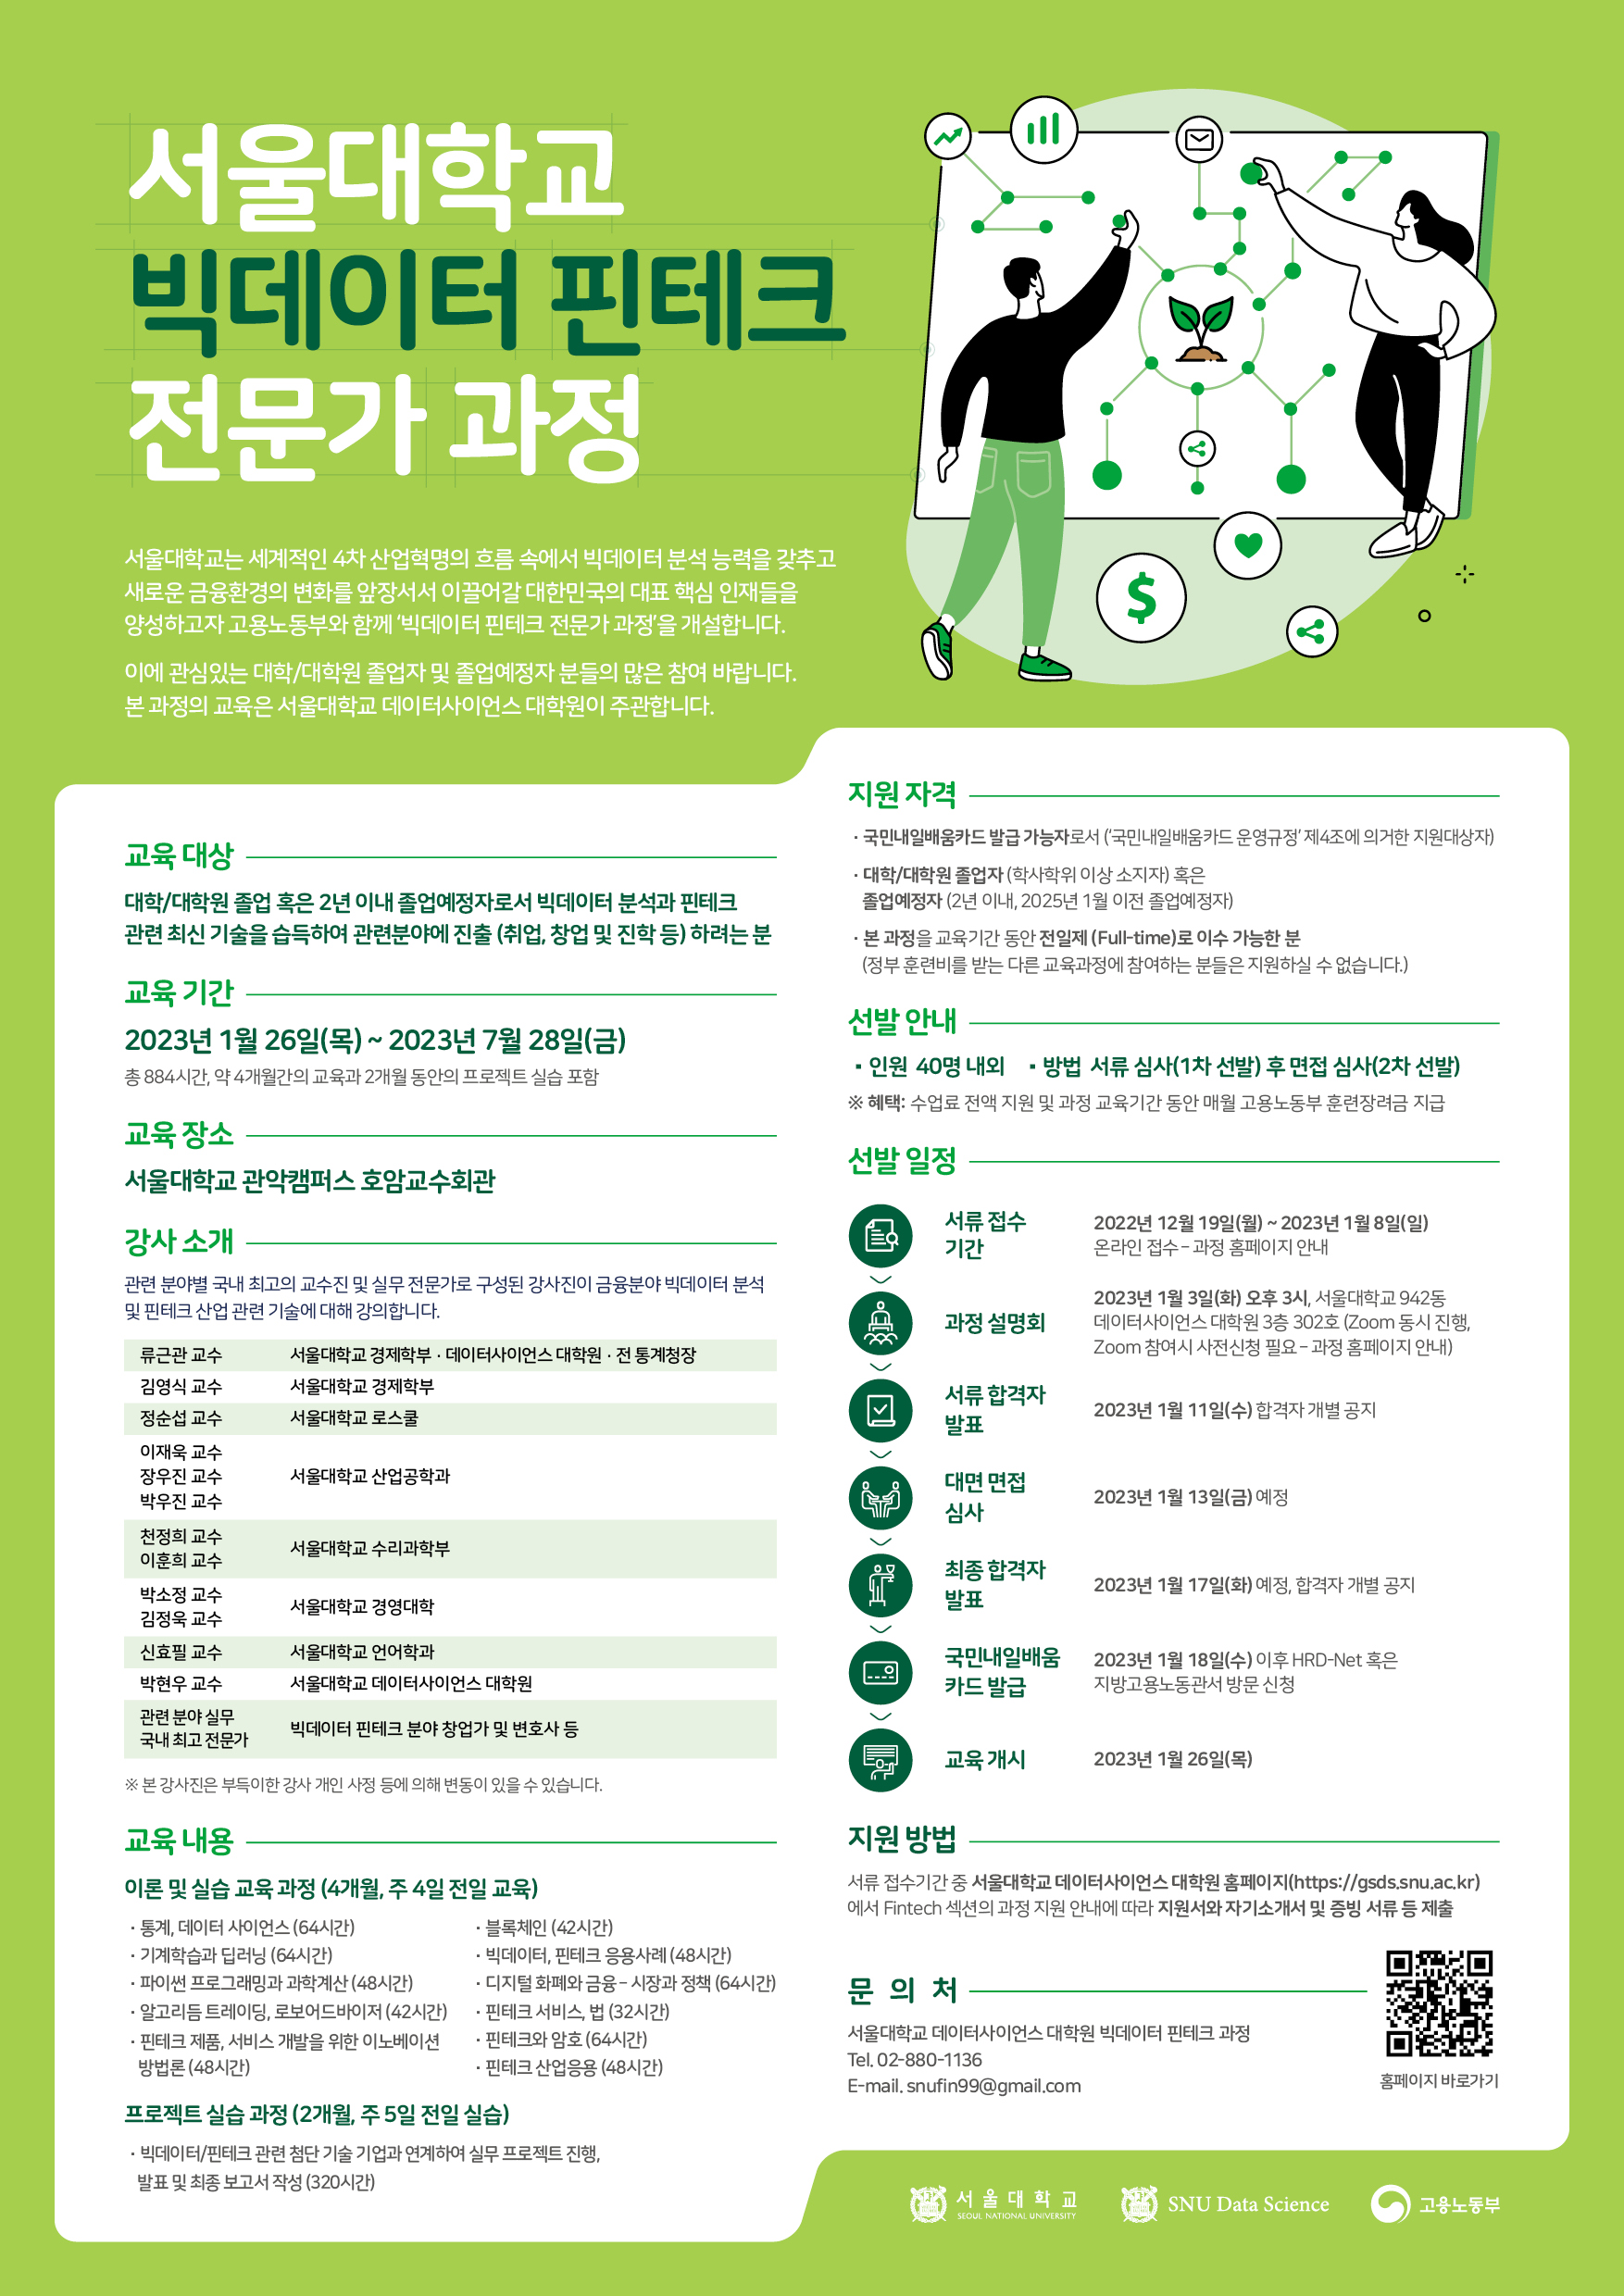 서울대학교
빅데이터 핀테크
전문가 과정
서울대학교는 세계적인 4차 산업혁명의 흐름 속에서 빅데이터 분석 능력을 갖추고
새로운 금융환경의 변화를 앞장서서 이끌어갈 대한민국의 대표 핵심 인재들을
양성하고자 고용노동부와 함께 '빅데이터 핀테크 전문가 과정'을 개설합니다.
이에 관심있는 대학/대학원 졸업자 및 졸업예정자 분들의 많은 참여 바랍니다.
본 과정의 교육은 서울대학교 데이터사이언스 대학원이 주관합니다.
교육 대상
대학/대학원 졸업 혹은 2년 이내 졸업예정자로서 빅데이터 분석과 핀테크
관련 최신 기술을 습득하여 관련분야에 진출 (취업, 창업 및 진학 등) 하려는 분
교육 기간
2023년 1월 26일(목) ~ 2023년 7월 28일(금)
총 884시간, 약 4개월간의 교육과 2개월 동안의 프로젝트 실습 포함
교육 장소
서울대학교 관악캠퍼스 호암교수회관
강사 소개
관련 분야별 국내 최고의 교수진 및 실무 전문가로 구성된 강사진이 금융분야 빅데이터 분석
및 핀테크 산업 관련 기술에 대해 강의합니다.
류근관 교수 서울대학교 경제학부 · 데이터사이언스 대학원 · 전 통계청장
김영식 교수 서울대학교 경제학부
정순섭 교수 서울대학교 로스쿨
이재욱 교수
장우진 교수 서울대학교 산업공학과
박우진 교수
천정희 교수
이훈희 교수
서울대학교 수리과학부
박소정 교수
김정욱 교수
서울대학교 경영대학
신효필 교수 서울대학교 언어학과
박현우 교수 서울대학교 데이터사이언스 대학원
관련 분야 실무
국내 최고 전문가
빅데이터 핀테크 분야 창업가 및 변호사 등
※ 본 강사진은 부득이한 강사 개인 사정 등에 의해 변동이 있을 수 있습니다.
교육 내용
이론 및 실습 교육 과정 (4개월, 주 4일 전일 교육)
· 통계, 데이터 사이언스 (64시간)
· 기계학습과 딥러닝 (64시간)
· 파이썬 프로그래밍과 과학계산 (48시간)
· 알고리듬 트레이딩, 로보어드바이저 (42시간)
· 핀테크 제품, 서비스 개발을 위한 이노베이션
방법론 (48시간)
· 블록체인 (42시간)
· 빅데이터, 핀테크 응용사례 (48시간)
· 디지털 화폐와 금융 – 시장과 정책 (64시간)
· 핀테크 서비스, 법 (32시간)
· 핀테크와 암호 (64시간)
· 핀테크 산업응용 (48시간)
프로젝트 실습 과정 (2개월, 주 5일 전일 실습)
· 빅데이터/핀테크 관련 첨단 기술 기업과 연계하여 실무 프로젝트 진행,
발표 및 최종 보고서 작성 (320시간)
지원 자격
· 국민내일배움카드 발급 가능자로서 ('국민내일배움카드 운영규정' 제4조에 의거한 지원대상자)
· 대학/대학원 졸업자 (학사학위 이상 소지자) 혹은
졸업예정자 (2년 이내, 2025년 1월 이전 졸업예정자)
· 본 과정을 교육기간 동안 전일제 (Full-time)로 이수 가능한 분
(정부 훈련비를 받는 다른 교육과정에 참여하는 분들은 지원하실 수 없습니다.)
선발 안내
▪ 인원 40명 내외 ▪ 방법 서류 심사(1차 선발) 후 면접 심사(2차 선발)
※ 혜택: 수업료 전액 지원 및 과정 교육기간 동안 매월 고용노동부 훈련장려금 지급
선발 일정
서류 접수
기간
2022년 12월 19일(월) ~ 2023년 1월 8일(일)
온라인 접수 – 과정 홈페이지 안내
과정 설명회
2023년 1월 3일(화) 오후 3시, 서울대학교 942동
데이터사이언스 대학원 3층 302호 (Zoom 동시 진행,
Zoom 참여시 사전신청 필요 – 과정 홈페이지 안내)
서류 합격자
발표
2023년 1월 11일(수) 합격자 개별 공지
대면 면접
심사
2023년 1월 13일(금) 예정
최종 합격자
발표
2023년 1월 17일(화) 예정, 합격자 개별 공지
국민내일배움
카드 발급
2023년 1월 18일(수) 이후 HRD-Net 혹은
지방고용노동관서 방문 신청
교육 개시
2023년 1월 26일(목)
지원 방법
서류 접수기간 중 서울대학교 데이터사이언스 대학원 홈페이지(https://gsds.snu.ac.kr)
에서 Fintech 섹션의 과정 지원 안내에 따라 지원서와 자기소개서 및 증빙 서류 등 제출
문 의 처
서울대학교 데이터사이언스 대학원 빅데이터 핀테크 과정
Tel. 02-880-1136
E-mail. snufin99@gmail.com
홈페이지 바로가기
서울대학교
SEOUL NATIONAL UNIVERSITY
SNU Data Science
고용노동부